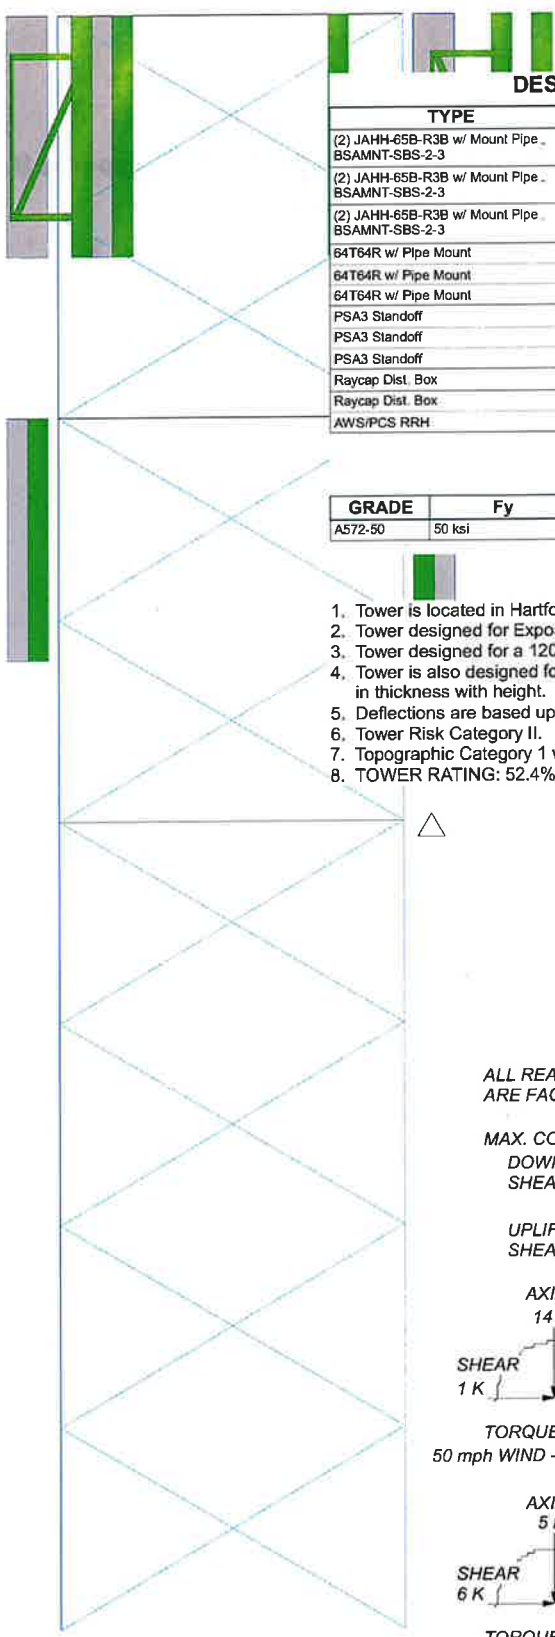 DES
TYPE
(2) JAHH-65B-R3B w/ Mount Pipe _
BSAMNT-SBS-2-3
(2) JAHH-65B-R3B w/ Mount Pipe _
BSAMNT-SBS-2-3
(2) JAHH-65B-R3B w/ Mount Pipe _
BSAMNT-SBS-2-3
64T64R w/ Pipe Mount
64T64R w/ Pipe Mount
64T64R w/ Pipe Mount
PSA3 Standoff
PSA3 Standoff
PSA3 Standoff
Raycap Dist. Box
Raycap Dist. Box
AWS/PCS RRH
GRADE Fy
A572-50 50 ksi
1. Tower is located in Hartfo
2. Tower designed for Expo
3. Tower designed for a 120
4. Tower is also designed fo
in thickness with height.
5. Deflections are based up
6. Tower Risk Category II.
7. Topographic Category 1 
8. TOWER RATING: 52.4%
ALL REA
ARE FAC
MAX. CO
DOW
SHEA
UPLIF
SHEA
AXI
14
SHEAR
1 K
TORQUE
50 mph WIND -
AXI
5
SHEAR
6 K
TORQUE